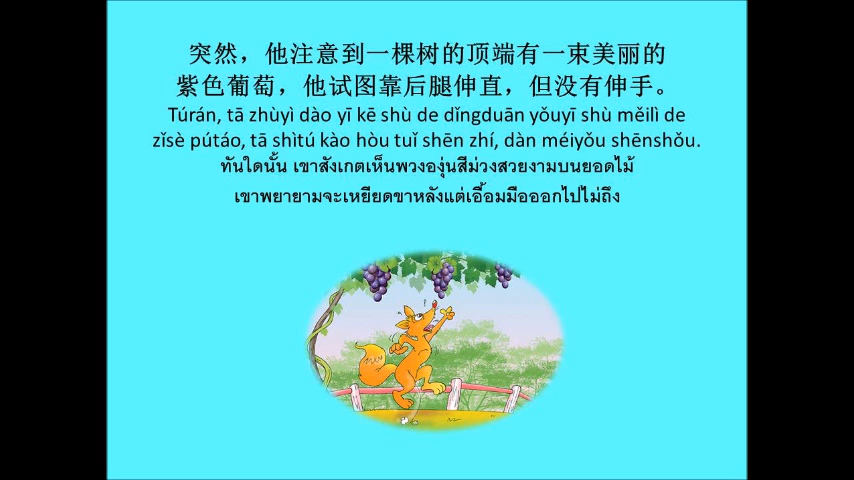 突然，他注意到一棵树的顶端有一束美丽的
紫色葡萄，他试图靠后腿伸直，但没有伸手。
Túrán, tā zhùyì dào yī kē shù de dǐngduān yǒuyī shù měilì de
zǐsè pútáo, tā shìtú kào hòu tuǐ shēn zhí, dàn méiyǒu shēnshǒu.
ทันใดนั้น เขาสังเกตเห็นพวงองุ่นสีม่วงสวยงามบนยอดไม้
เขาพยายามจะเหยียดขาหลังแต่เอื้อมมือออกไปไม่ถึง